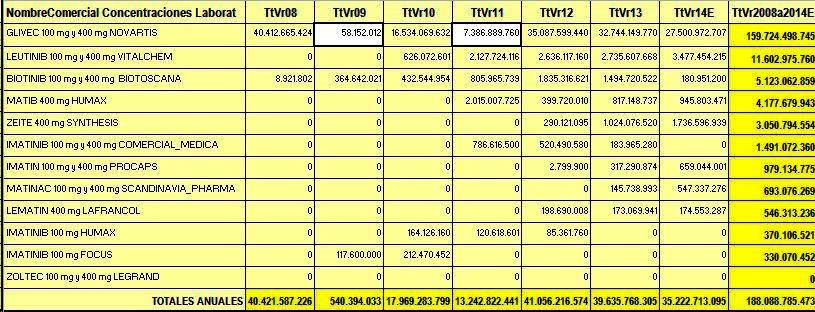 NombreComercial Concentraciones Laborat TtVr08 TtVr09 TtVr10 TtVr11 TtVr12 TtVr13 TtVr14E TtVr2008a2014E
GLIVEC 100 mg y 400 mg NOVARTIS 40.412.665.424 58.152.012 16.534.069.632 7.386.889.760 35.087.599.440 32.744.149.770 27.500.972.707 159.724.498.745
LEUTINIB 100 mg y 400 mg VITALCHEM 0 0 626.072.601 2.127.724.116 2.636.117.160 2.735.607.668 3.477.454.215 11.602.975.760
BIOTINIB 100 mg y 400 mg BIOTOSCANA 8.921.802 364.642.021 432.544.954 805.965.739 1.835.316.621 1.494.720.522 180.951.200 5.123.062.859
MATIB 400 mg HUMAX 0 0 0 2.015.007.725 399.720.010 817.148.737 945.803.471 4.177.679.943
ZEITE 400 mg SYNTHESIS 0 0 0 0 290.121.095 1.024.076.520 1.736.596.939 3.050.794.554
IMATINIB 100 mg y 400 mg COMERCIAL_MEDICA 0 0 0 786.616.500 520.490.580 183.965.280 0 1.491.072.360
IMATIN 100 mg y 400 mg PROCAPS 0 0 0 0 2.799.900 317.290.874 659.044.001 979.134.775
MATINAC 100 mg y 400 mg SCANDINAVIA_PHARMA 0 0 0 0 0 145.738.993 547.337.276 693.076.269
LEMATIN 400 mg LAFRANCOL 0 0 0 0 198.690.008 173.069.941 174.553.287 546.313.236
IMATINIB 100 mg HUMAX 0 0 164.126.160 120.618.601 85.361.760 0 0 370.106.521
IMATINIB 100 mg FOCUS 0 117.600.000 212.470.452 0 0 0 0 330.070.452
ZOLTEC 100 mg y 400 mg LEGRAND 0 0 0 0 0 0 0 0
TOTALES ANUALES 40.421.587.226 540.394.033 17.969.283.799 13.242.822.441 41.056.216.574 39.635.768.305 35.222.713.095 188.088.785.473